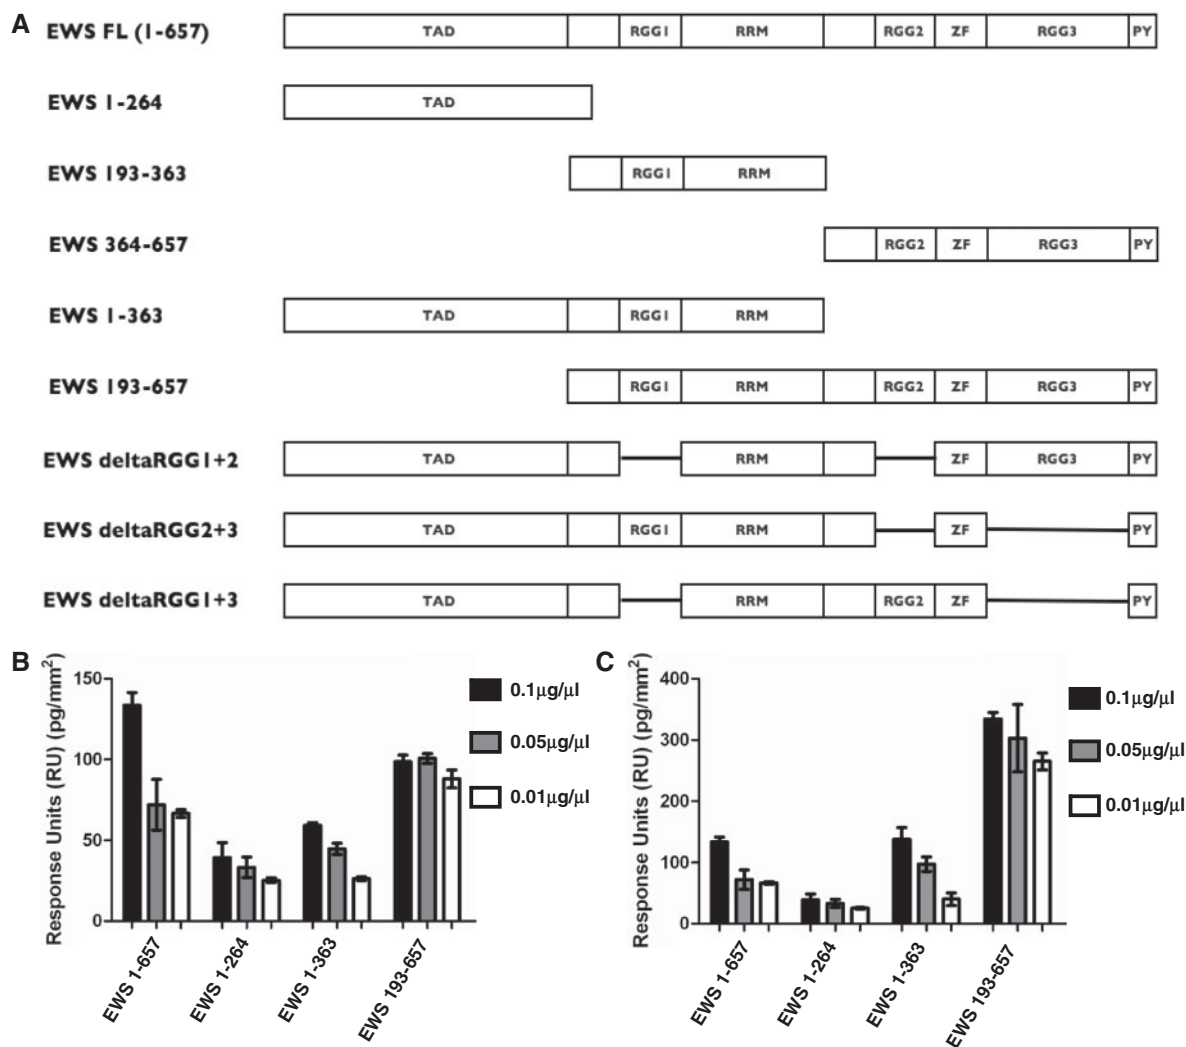 A
EWS FL (1-657) TAD RGG1 RRM RGG2 ZF RGG3 PY
EWS 1-264 TAD
EWS 193-363 RGG1 RRM
EWS 364-657 RGG2 ZF RGG3 PY
EWS 1-363 TAD RGG1 RRM
EWS 193-657 RGG1 RRM RGG2 ZF RGG3 PY
EWS deltaRGG1+2 TAD RRM ZF RGG3 PY
EWS deltaRGG2+3 TAD RGG1 RRM ZF PY
EWS deltaRGG1+3 TAD RRM RGG2 ZF PY
B
Response Units (RU) (pg/mm²)
150
100
50
0
0.1µg/µl
0.05µg/µl
0.01µg/µl
EWS 1-657
EWS 1-264
EWS 1-363
EWS 193-657
C
Response Units (RU) (pg/mm²)
400
300
200
100
0
0.1µg/µl
0.05µg/µl
0.01µg/µl
EWS 1-657
EWS 1-264
EWS 1-363
EWS 193-657